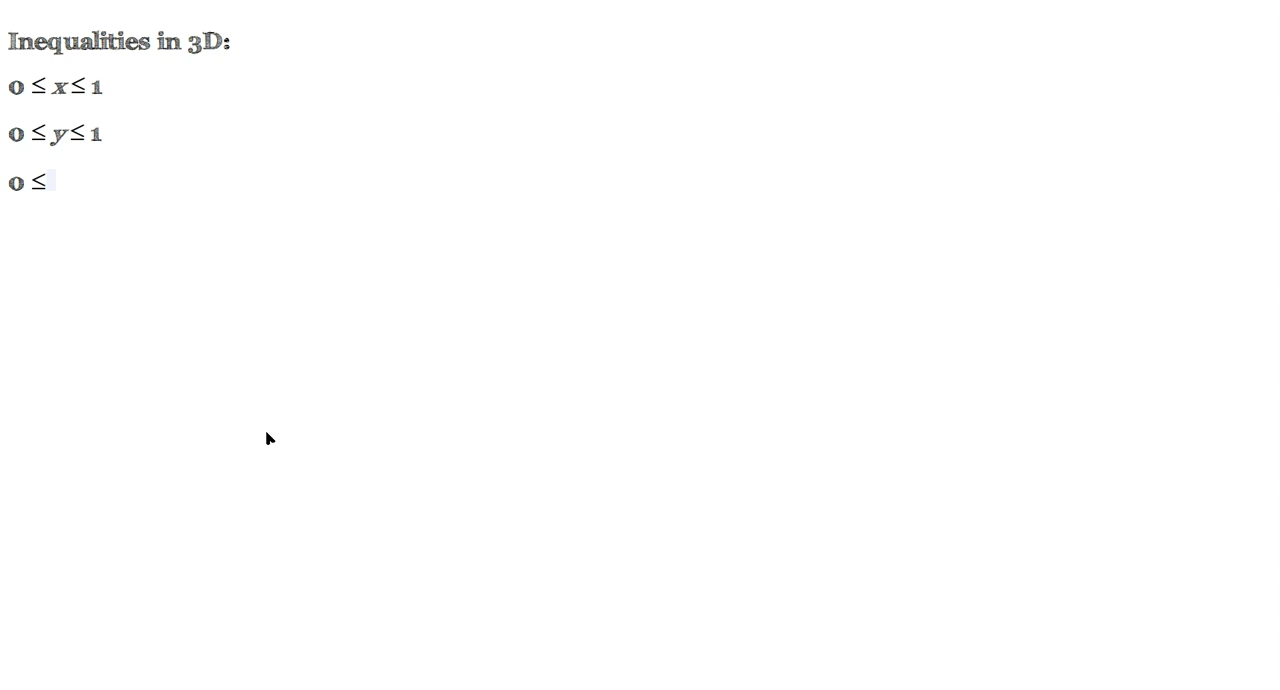 Inequalities in 3D:
0 ≤ x ≤ 1
0 ≤ y ≤ 1
0 ≤